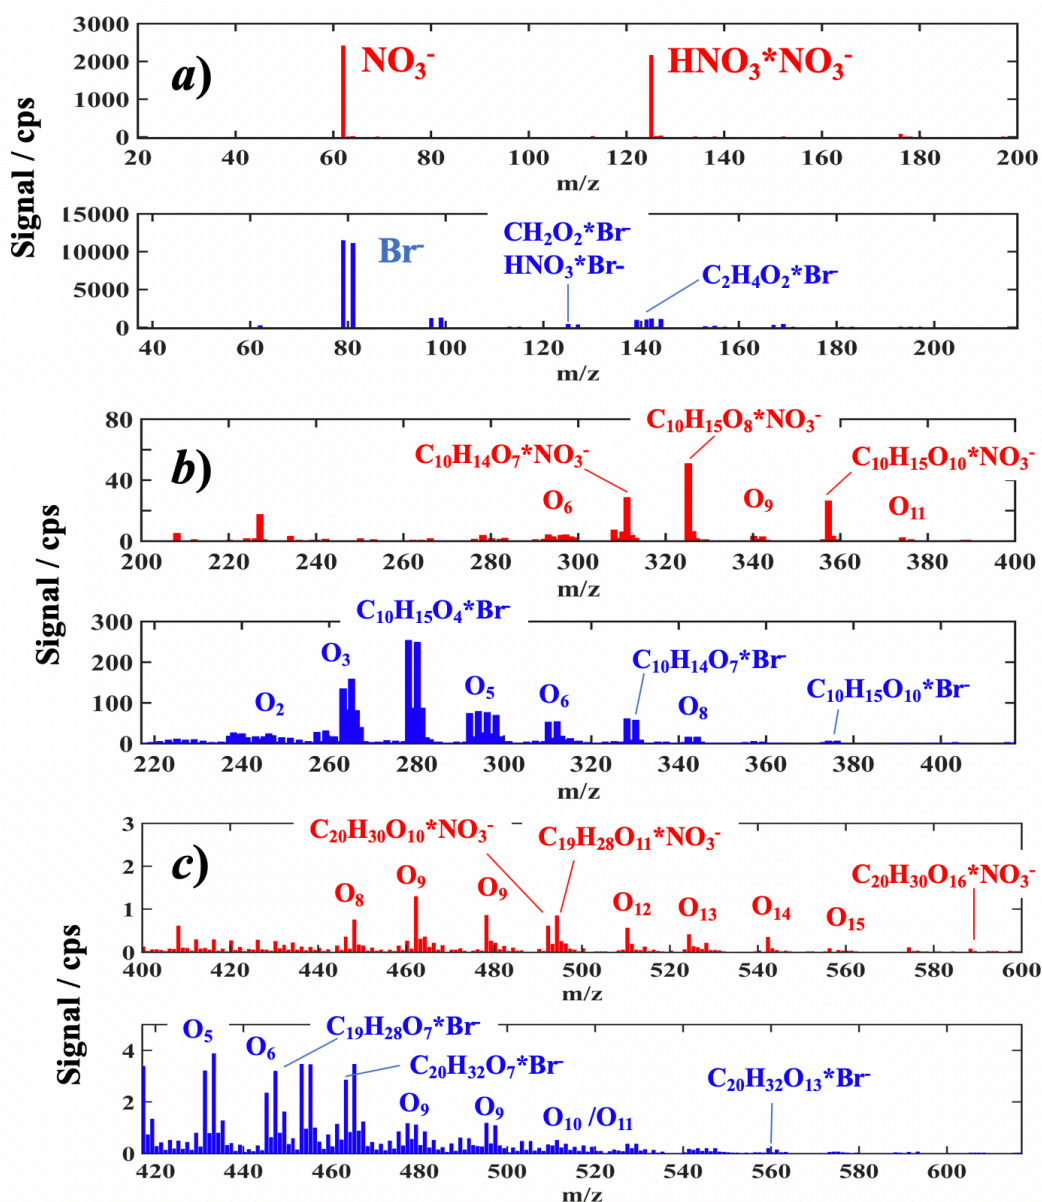 a)
NO₃⁻
HNO₃*NO₃⁻
3000
2000
1000
0
20 40 60 80 100 120 140 160 180 200
m/z
Signal / cps
15000
10000
5000
0
Br⁻
CH₂O₂*Br⁻
HNO₃*Br-
C₂H₄O₂*Br⁻
40 60 80 100 120 140 160 180 200
m/z
b)
80
40
0
C₁₀H₁₅O₈*NO₃⁻
C₁₀H₁₄O₇*NO₃⁻
C₁₀H₁₅O₁₀*NO₃⁻
O₆
O₉
O₁₁
200 220 240 260 280 300 325 340 360 380 400
m/z
Signal / cps
300
200
100
0
C₁₀H₁₅O₄*Br⁻
O₃
C₁₀H₁₄O₇*Br⁻
O₂
O₅
O₆
O₈
C₁₀H₁₅O₁₀*Br⁻
220 240 260 280 300 320 340 360 380 400
m/z
c)
3
2
1
0
C₂₀H₃₀O₁₀*NO₃⁻
C₁₉H₂₈O₁₁*NO₃⁻
C₂₀H₃₀O₁₆*NO₃⁻
O₈
O₉
O₉
O₁₂
O₁₃
O₁₄
O₁₅
400 420 440 460 480 500 520 540 560 580 600
m/z
Signal / cps
4
2
0
O₅
O₆
C₁₉H₂₈O₇*Br⁻
C₂₀H₃₂O₇*Br⁻
O₉
O₉
O₁₀ /O₁₁
C₂₀H₃₂O₁₃*Br⁻
420 440 460 480 500 520 540 560 580 600
m/z